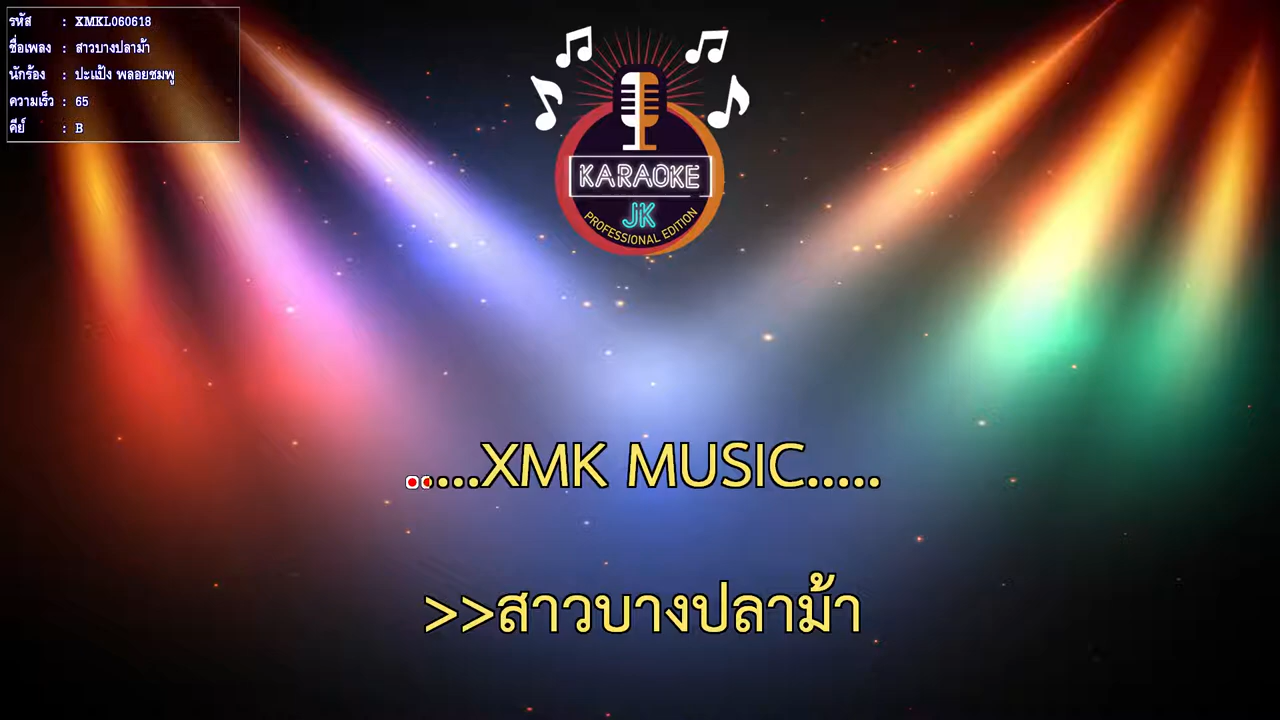 รหัส : XMKL060618
ชื่อเพลง : สาวบางปลาม้า
นักร้อง : ปะแป้ง พลอยชมพู
ความเร็ว : 65
คีย์ : B
KARAOKE
JK
PROFESSIONAL EDITION
.....XMK MUSIC.....
>>สาวบางปลาม้า